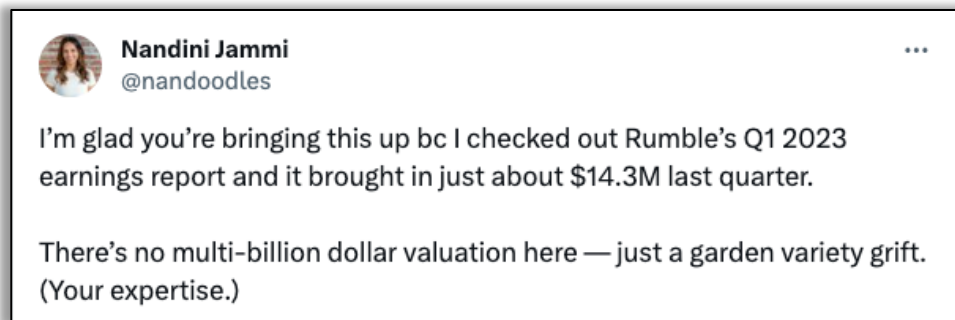 Nandini Jammi
@nandoodles
I’m glad you’re bringing this up bc I checked out Rumble’s Q1 2023
earnings report and it brought in just about $14.3M last quarter.
There’s no multi-billion dollar valuation here — just a garden variety grift.
(Your expertise.)